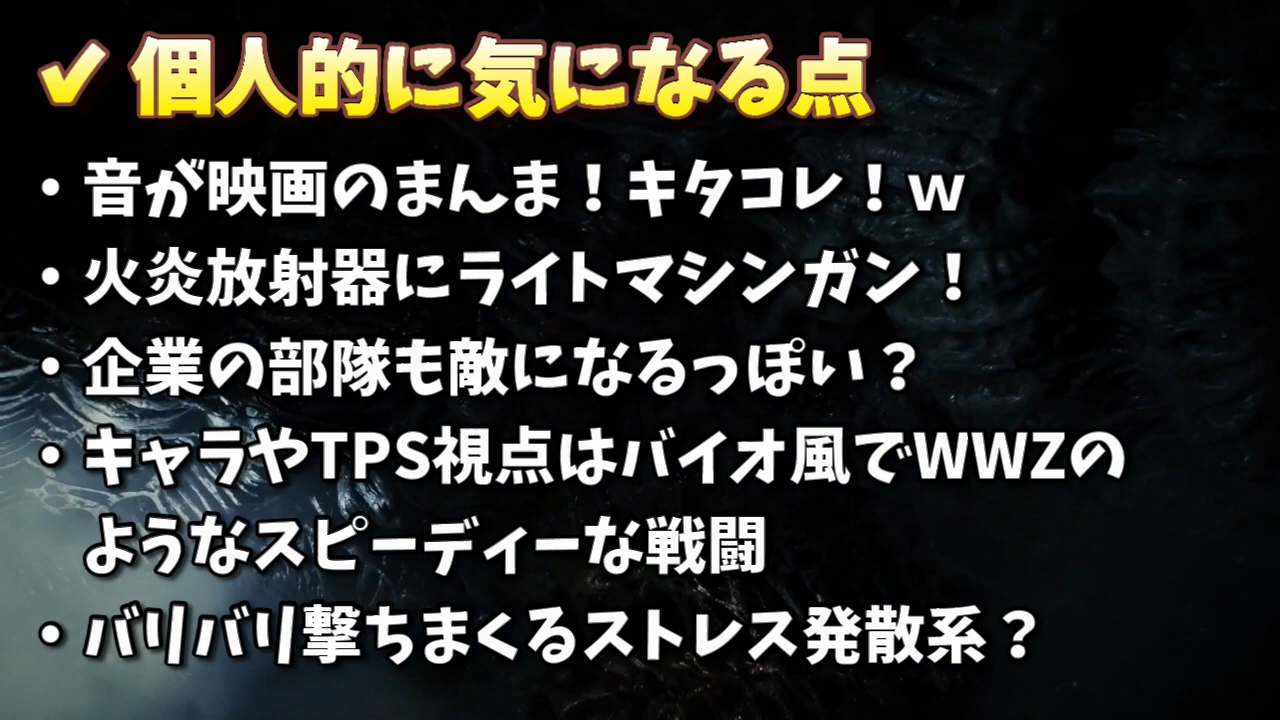 ✓ 個人的に気になる点
・音が映画のまんま！キタコレ！ｗ
・火炎放射器にライトマシンガン！
・企業の部隊も敵になるっぽい？
・キャラやTPS視点はバイオ風でWWZの
ようなスピーディーな戦闘
・バリバリ撃ちまくるストレス発散系？